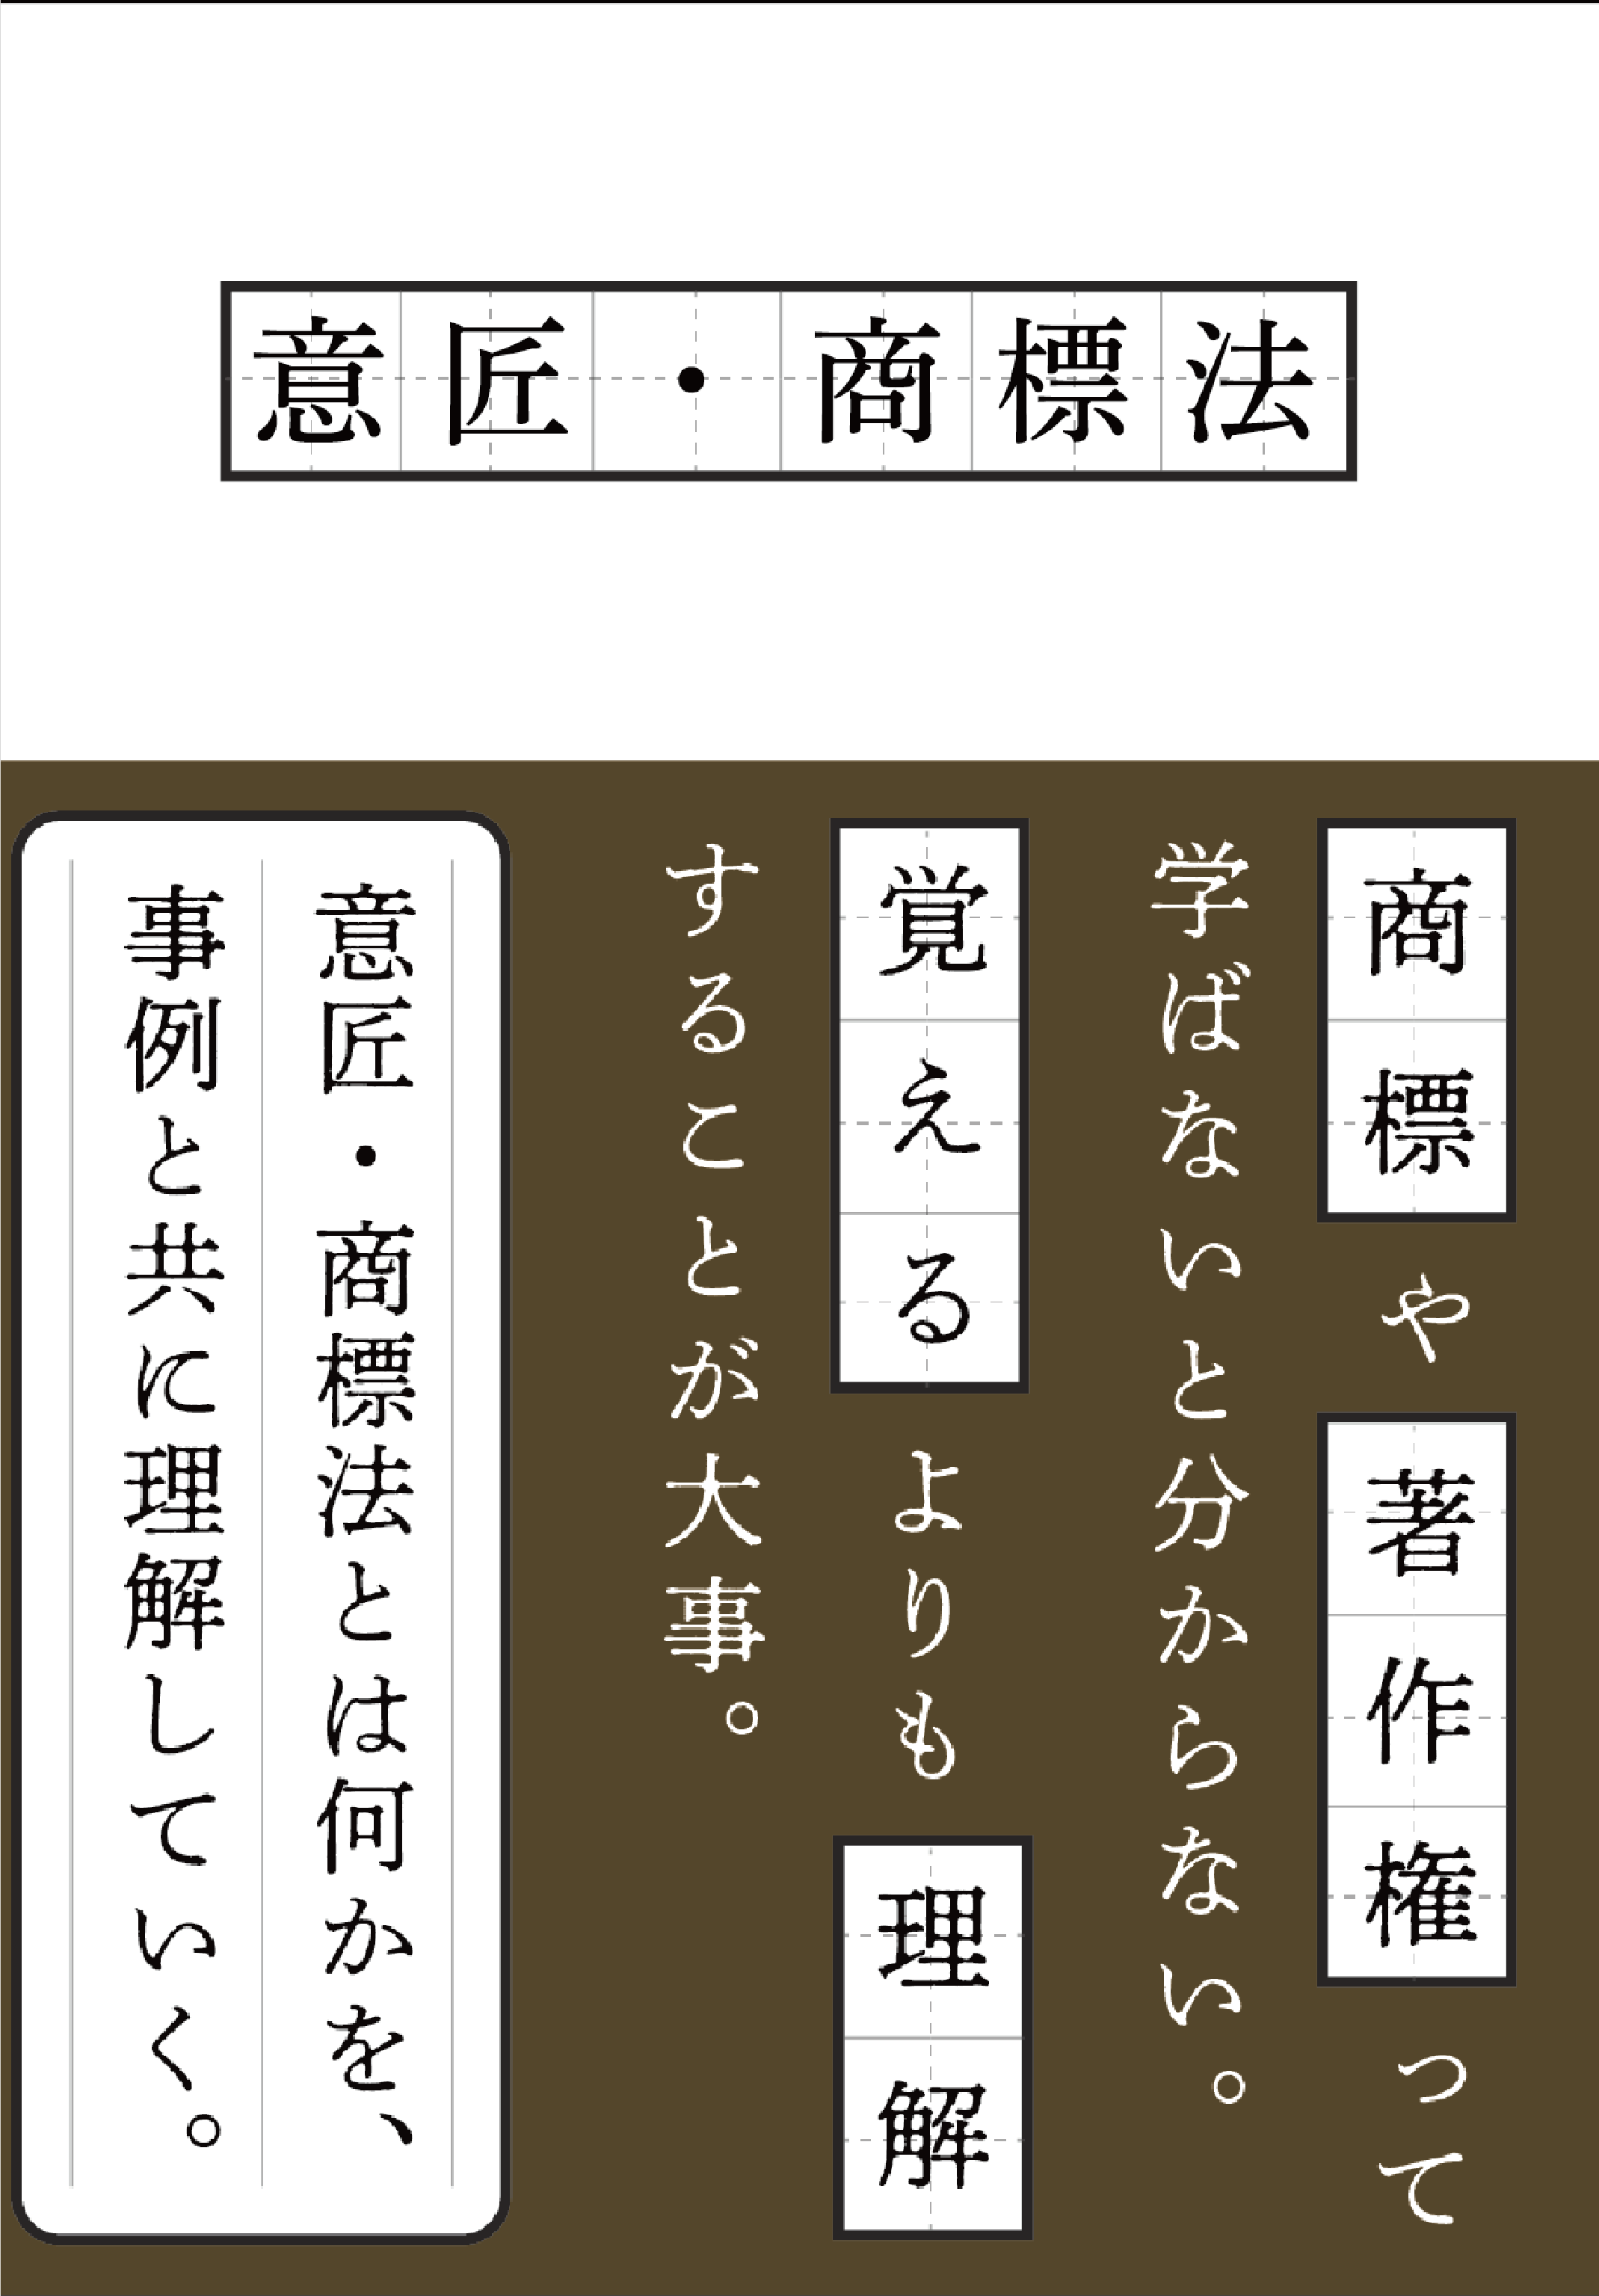 意匠・商標法
商標や著作権って
学ばないと分からない。
覚えるよりも理解
することが大事。
意匠・商標法とは何かを、
事例と共に理解していく。